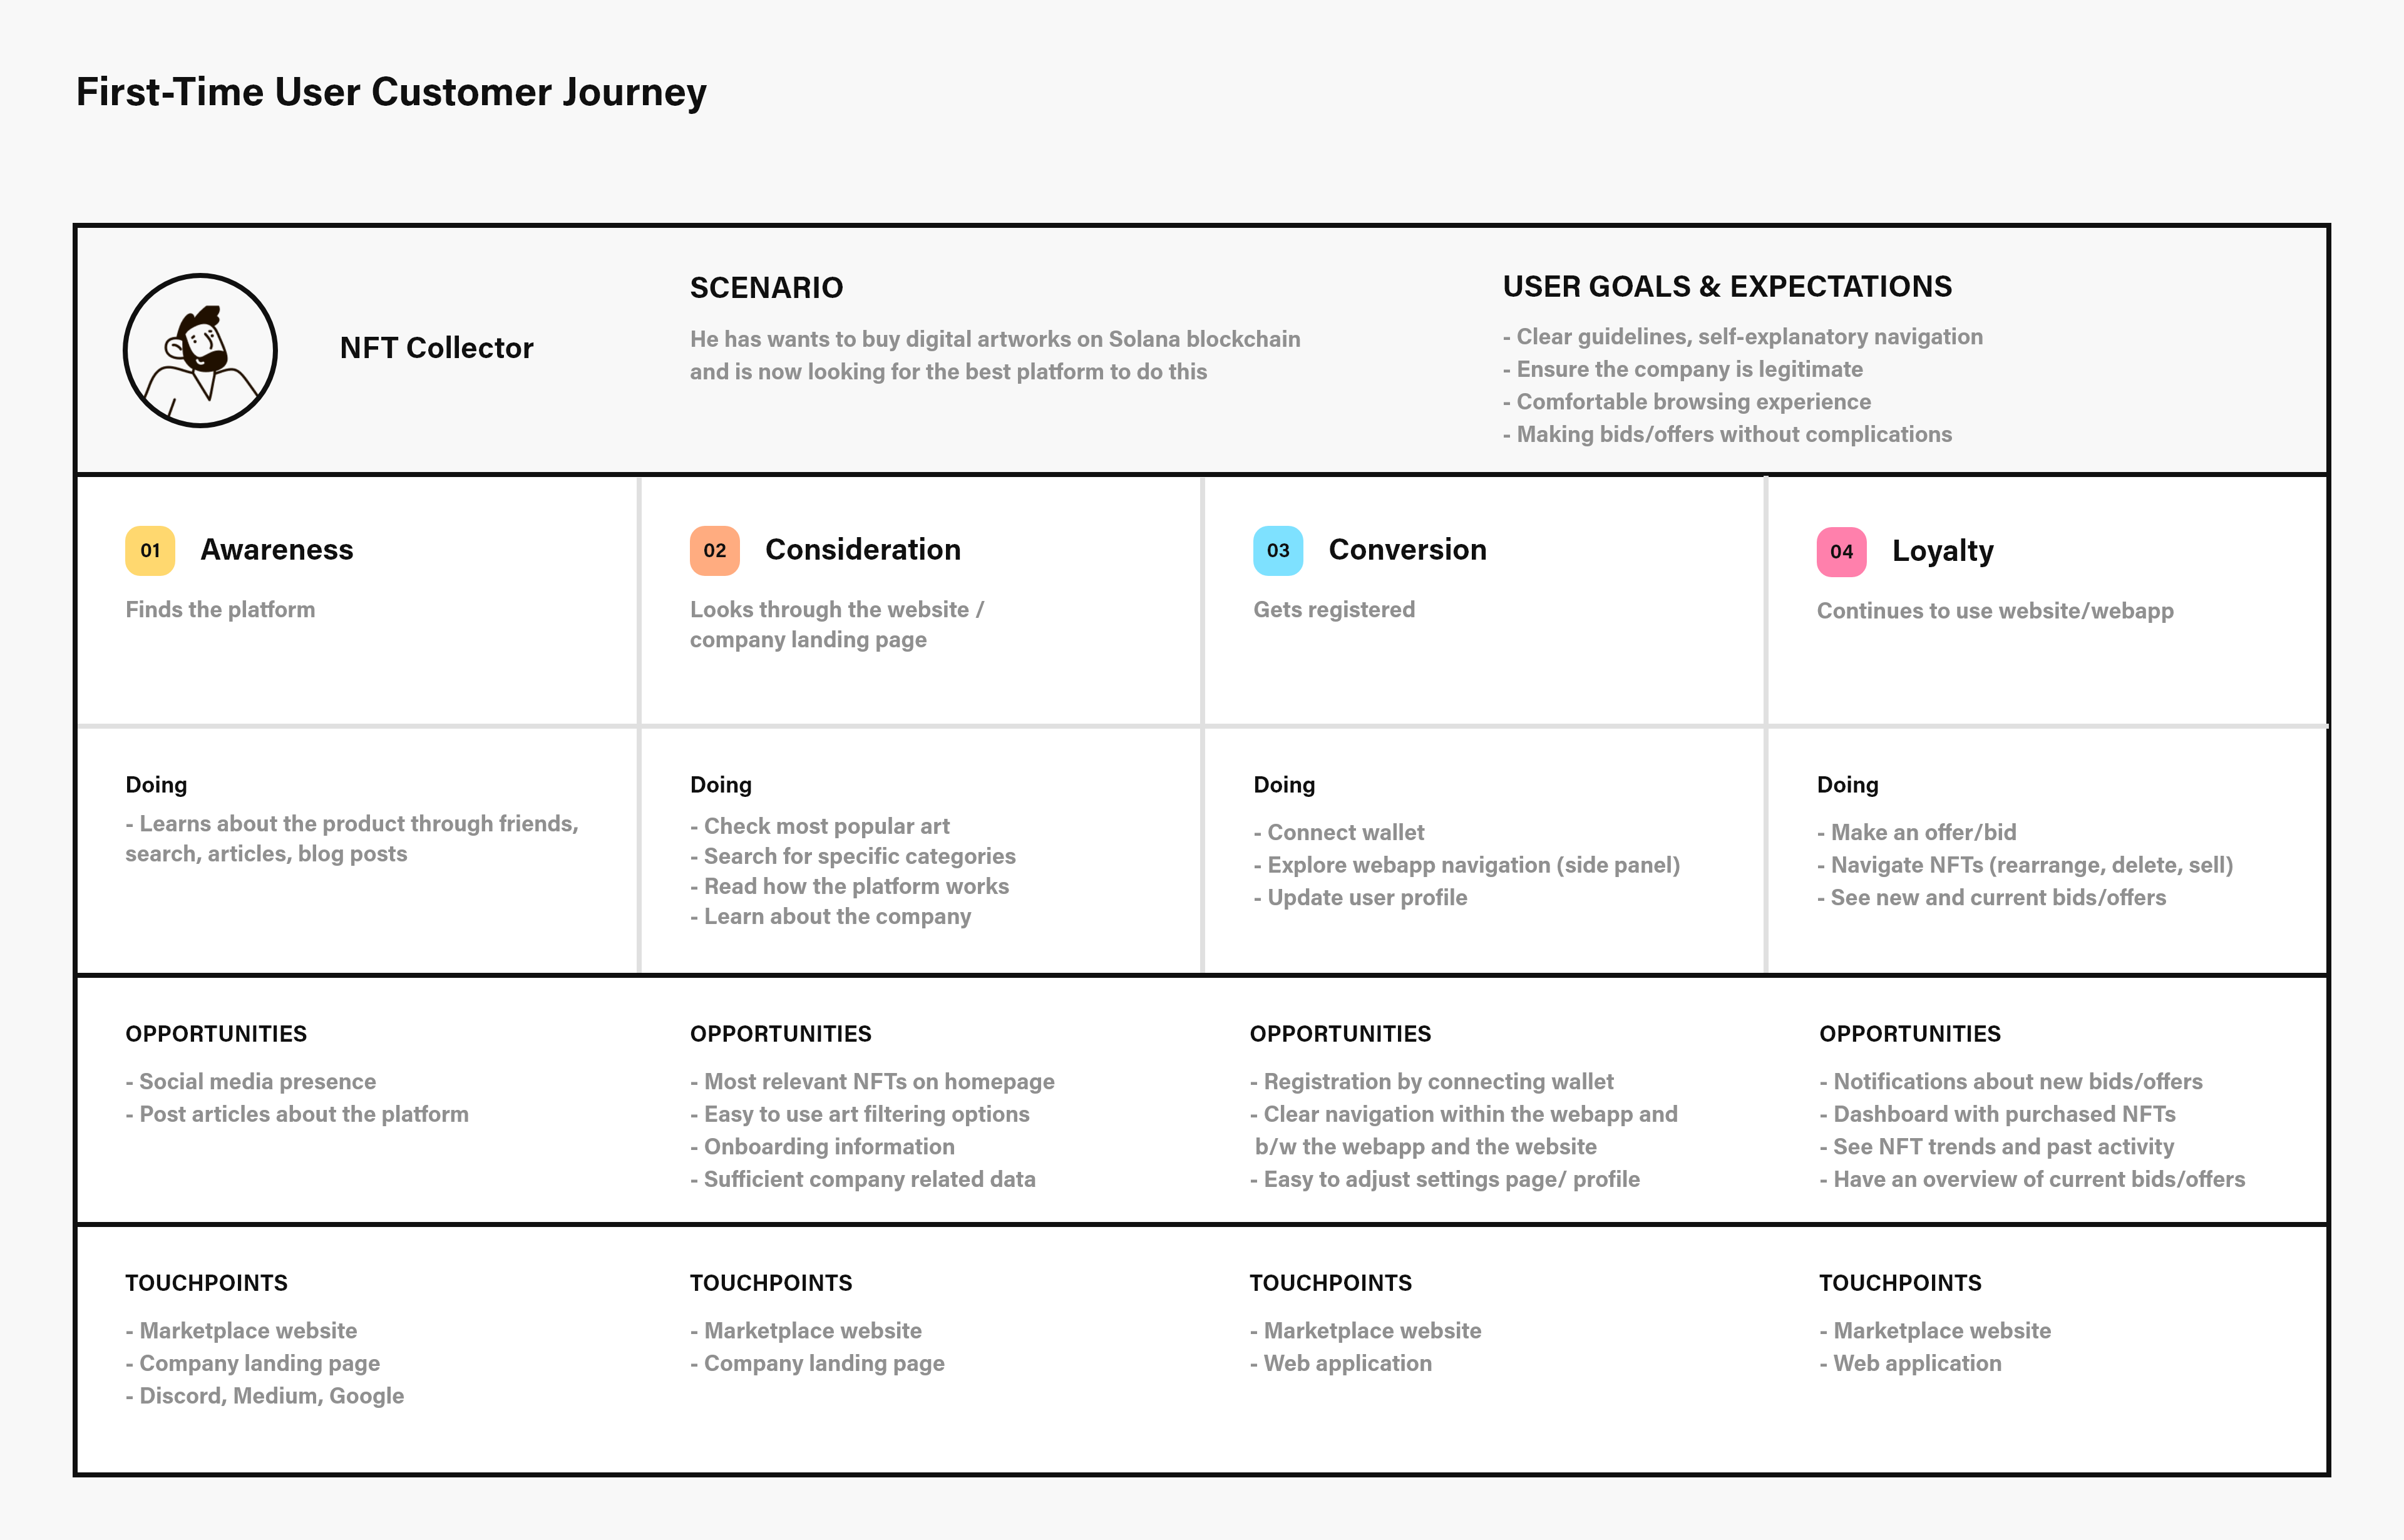 First-Time User Customer Journey
NFT Collector
SCENARIO
He has wants to buy digital artworks on Solana blockchain
and is now looking for the best platform to do this
USER GOALS & EXPECTATIONS
- Clear guidelines, self-explanatory navigation
- Ensure the company is legitimate
- Comfortable browsing experience
- Making bids/offers without complications
01 Awareness
Finds the platform
02 Consideration
Looks through the website /
company landing page
03 Conversion
Gets registered
04 Loyalty
Continues to use website/webapp
Doing
- Learns about the product through friends,
search, articles, blog posts
Doing
- Check most popular art
- Search for specific categories
- Read how the platform works
- Learn about the company
Doing
- Connect wallet
- Explore webapp navigation (side panel)
- Update user profile
Doing
- Make an offer/bid
- Navigate NFTs (rearrange, delete, sell)
- See new and current bids/offers
OPPORTUNITIES
- Social media presence
- Post articles about the platform
OPPORTUNITIES
- Most relevant NFTs on homepage
- Easy to use art filtering options
- Onboarding information
- Sufficient company related data
OPPORTUNITIES
- Registration by connecting wallet
- Clear navigation within the webapp and
b/w the webapp and the website
- Easy to adjust settings page/ profile
OPPORTUNITIES
- Notifications about new bids/offers
- Dashboard with purchased NFTs
- See NFT trends and past activity
- Have an overview of current bids/offers
TOUCHPOINTS
- Marketplace website
- Company landing page
- Discord, Medium, Google
TOUCHPOINTS
- Marketplace website
- Company landing page
TOUCHPOINTS
- Marketplace website
- Web application
TOUCHPOINTS
- Marketplace website
- Web application